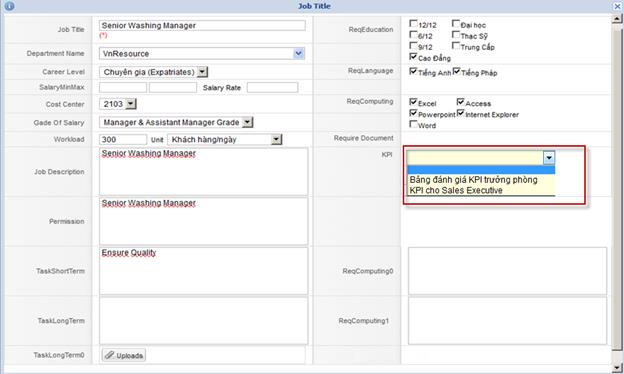 Job Title
Job Title Senior Washing Manager
(*)
ReqEducation 12/12 Đại học
6/12 Thạc Sỹ
9/12 Trung Cấp
Cao Đẳng
Department Name VnResource
Career Level Chuyên gia (Expatriates)
ReqLanguage Tiếng Anh Tiếng Pháp
SalaryMinMax Salary Rate
Cost Center 2103
ReqComputing Excel Access
Powerpoint Internet Explorer
Word
Gade Of Salary Manager & Assistant Manager Grade
Workload 300 Unit Khách hàng/ngày
Require Document
Job Description Senior Washing Manager
KPI
Bảng đánh giá KPI trưởng phòng
KPI cho Sales Executive
Permission Senior Washing Manager
TaskShortTerm Ensure Quality
ReqComputing0
TaskLongTerm
ReqComputing1
TaskLongTerm0 Uploads